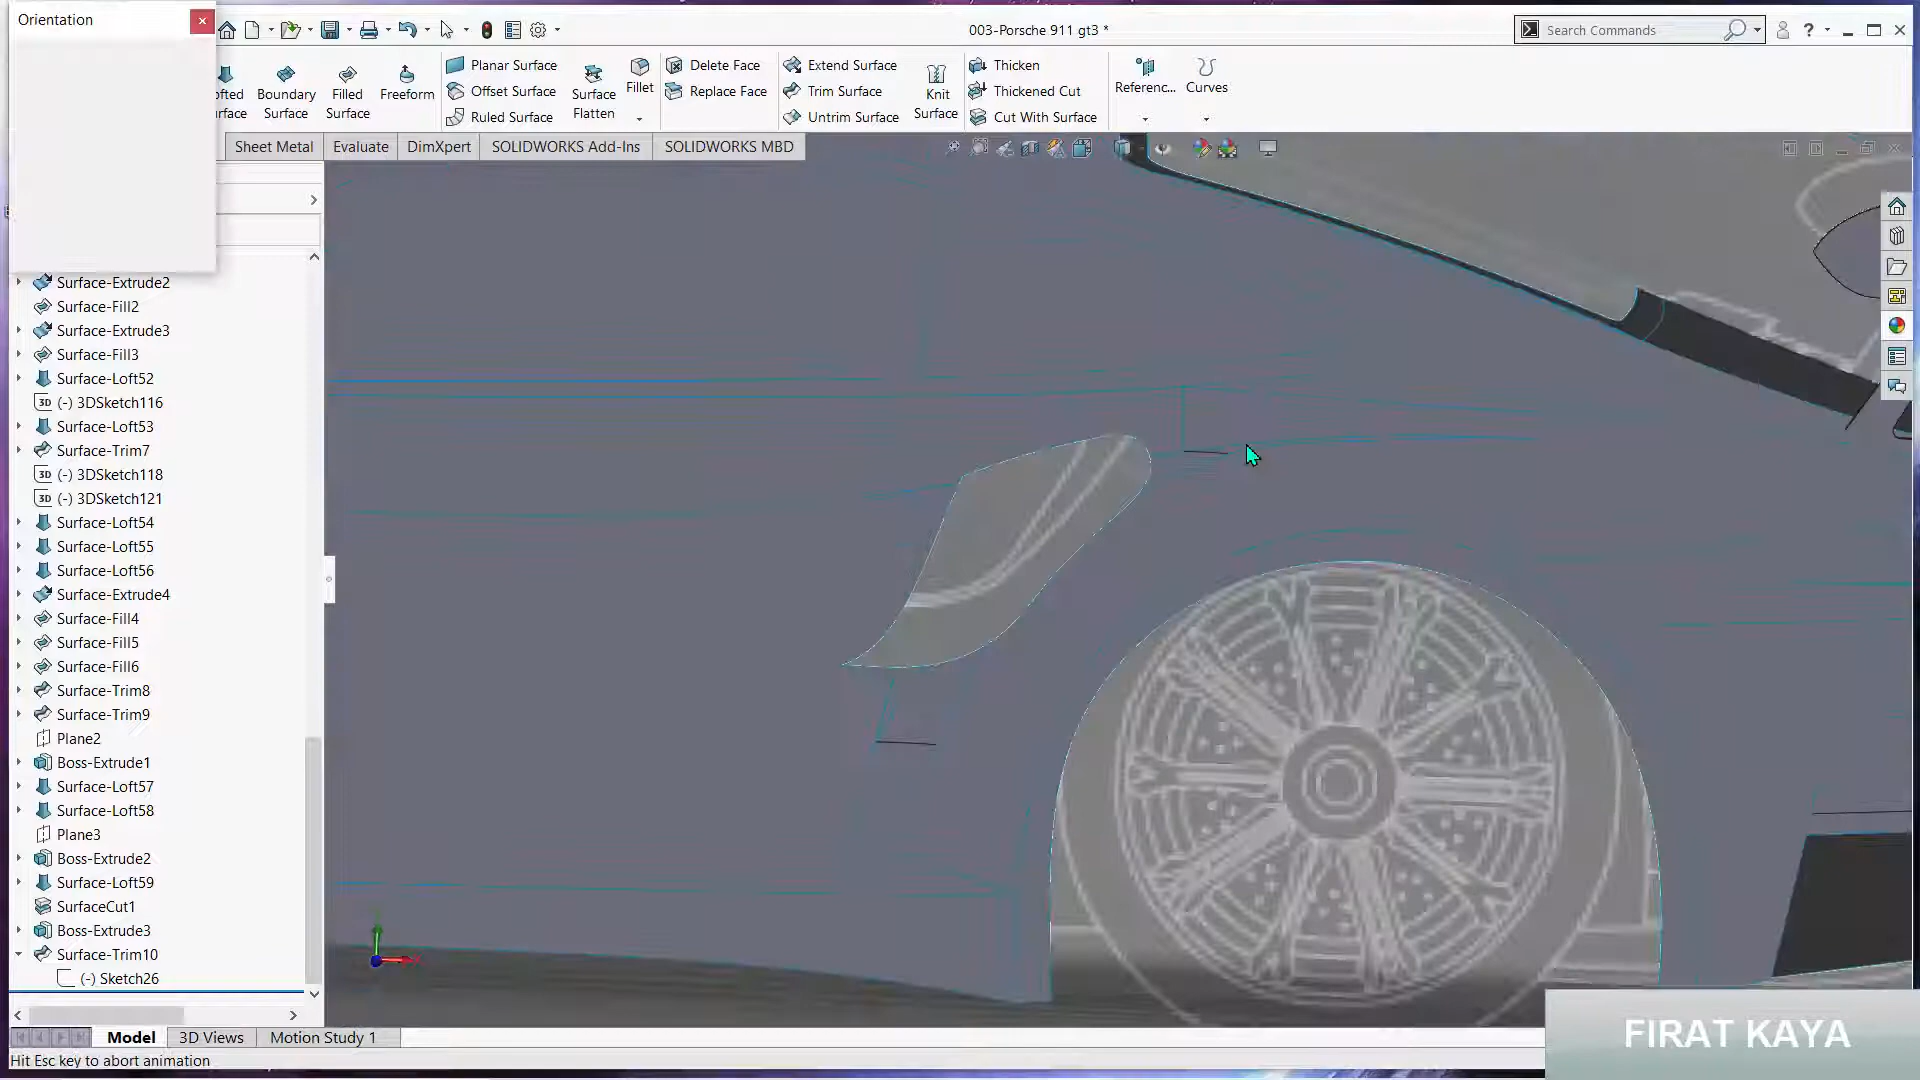 Orientation
003-Porsche 911 gt3 *
Search Commands
Lofted Surface
Boundary Surface
Filled Surface
Freeform
Planar Surface
Offset Surface
Ruled Surface
Surface Flatten
Fillet
Delete Face
Replace Face
Extend Surface
Trim Surface
Untrim Surface
Knit Surface
Thicken
Thickened Cut
Cut With Surface
Referenc...
Curves
Sheet Metal
Evaluate
DimXpert
SOLIDWORKS Add-Ins
SOLIDWORKS MBD
Surface-Extrude2
Surface-Fill2
Surface-Extrude3
Surface-Fill3
Surface-Loft52
3D (-) 3DSketch116
Surface-Loft53
Surface-Trim7
3D (-) 3DSketch118
3D (-) 3DSketch121
Surface-Loft54
Surface-Loft55
Surface-Loft56
Surface-Extrude4
Surface-Fill4
Surface-Fill5
Surface-Fill6
Surface-Trim8
Surface-Trim9
Plane2
Boss-Extrude1
Surface-Loft57
Surface-Loft58
Plane3
Boss-Extrude2
Surface-Loft59
SurfaceCut1
Boss-Extrude3
Surface-Trim10
(-) Sketch26
Model
3D Views
Motion Study 1
Hit Esc key to abort animation
FIRAT KAYA